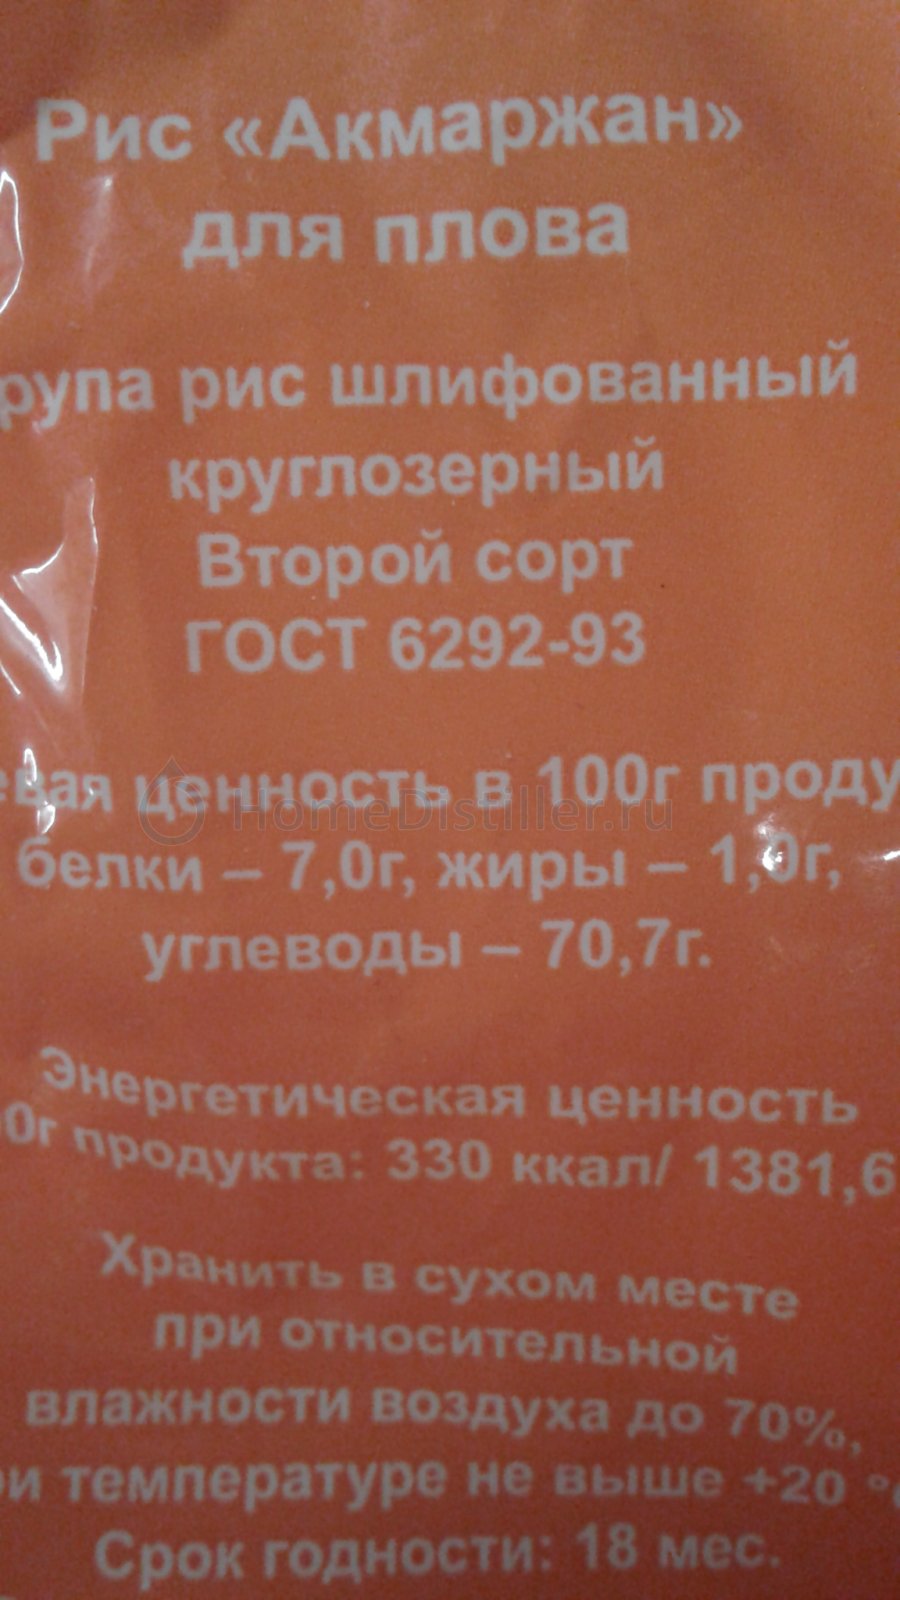 Рис «Акмаржан»
для плова
рупа рис шлифованный
круглозерный
Второй сорт
ГОСТ 6292-93
евая ценность в 100г проду
HomeDistiller.ru
белки – 7,0г, жиры – 1,0г,
углеводы – 70,7г.
Энергетическая ценность
0г продукта: 330 ккал/ 1381,6
Хранить в сухом месте
при относительной
влажности воздуха до 70%,
ри температуре не выше +20 °
Срок годности: 18 мес.